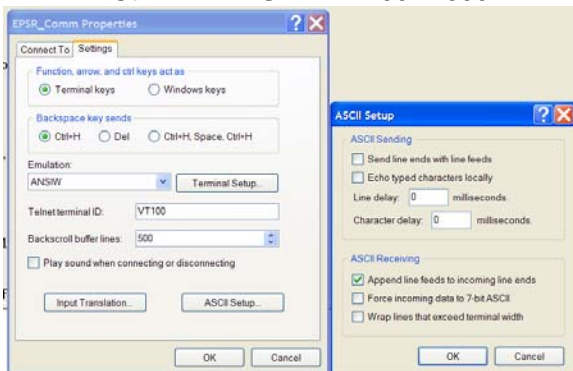 EPSR_Comm Properties
Connect To
Settings
Function, arrow, and ctrl keys act as
Terminal keys
Windows keys
Backspace key sends
Ctrl+H
Del
Ctrl+H, Space, Ctrl+H
Emulation:
ANSIW
Terminal Setup...
Telnet terminal ID:
VT100
Backscroll buffer lines:
500
Play sound when connecting or disconnecting
Input Translation...
ASCII Setup...
OK
Cancel
ASCII Setup
ASCII Sending
Send line ends with line feeds
Echo typed characters locally
Line delay: 0 milliseconds.
Character delay: 0 milliseconds.
ASCII Receiving
Append line feeds to incoming line ends
Force incoming data to 7-bit ASCII
Wrap lines that exceed terminal width
OK
Cancel